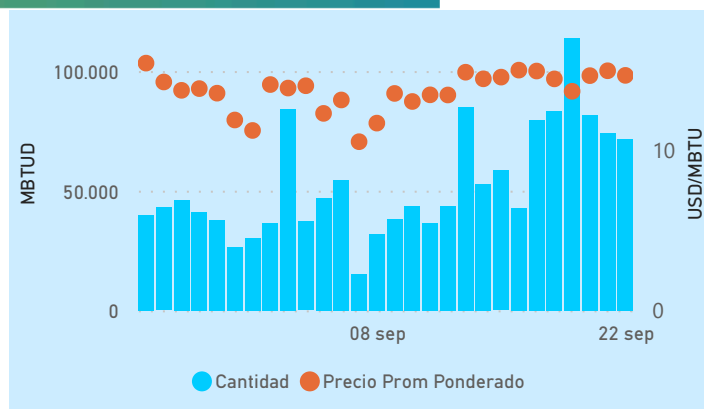 100.000
50.000
0
MBTUD
10
0
USD/MBTU
08 sep
22 sep
Cantidad
Precio Prom Ponderado